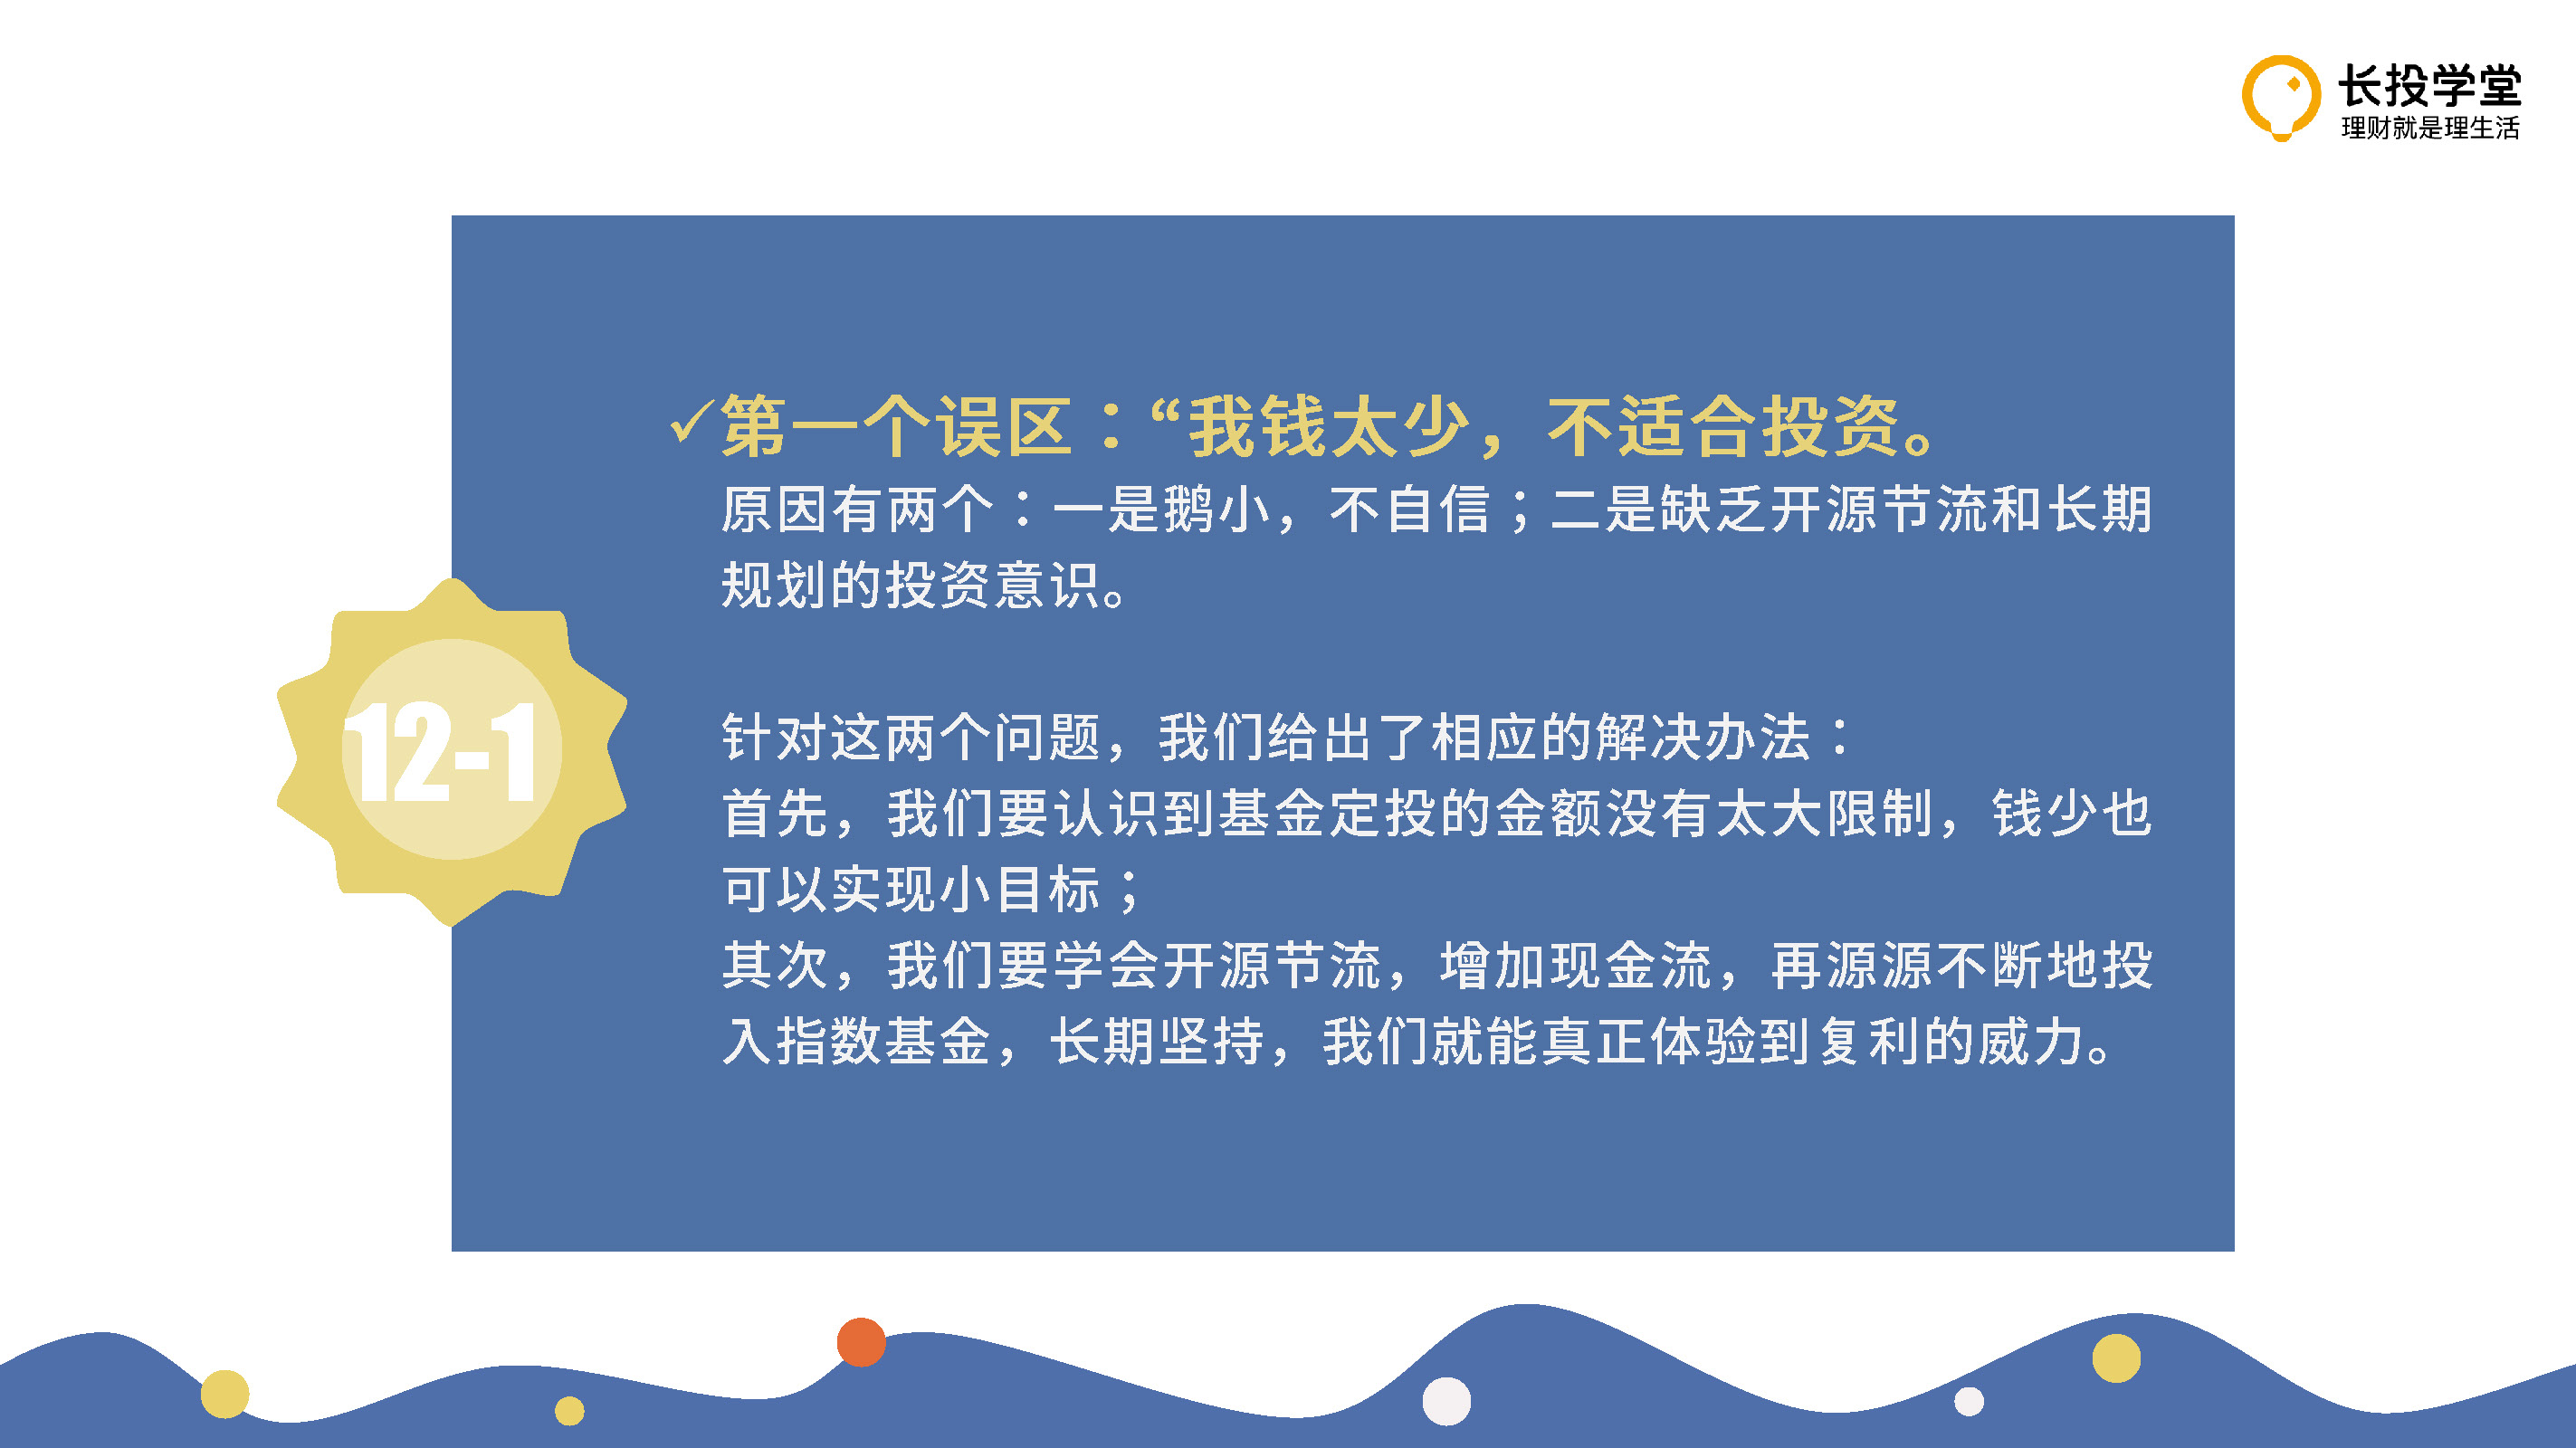 长投学堂
理财就是理生活
✓第一个误区：“我钱太少，不适合投资。
原因有两个：一是鹅小，不自信；二是缺乏开源节流和长期
规划的投资意识。
12-1
针对这两个问题，我们给出了相应的解决办法：
首先，我们要认识到基金定投的金额没有太大限制，钱少也
可以实现小目标；
其次，我们要学会开源节流，增加现金流，再源源不断地投
入指数基金，长期坚持，我们就能真正体验到复利的威力。